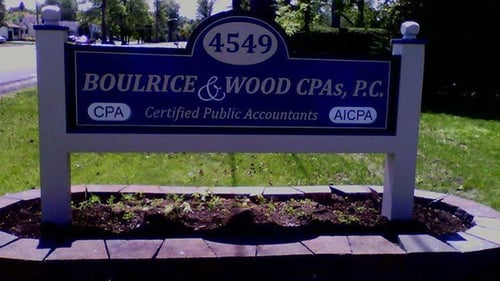 4549
BOULRICE & WOOD CPAs, P.C.
CPA Certified Public Accountants AICPA